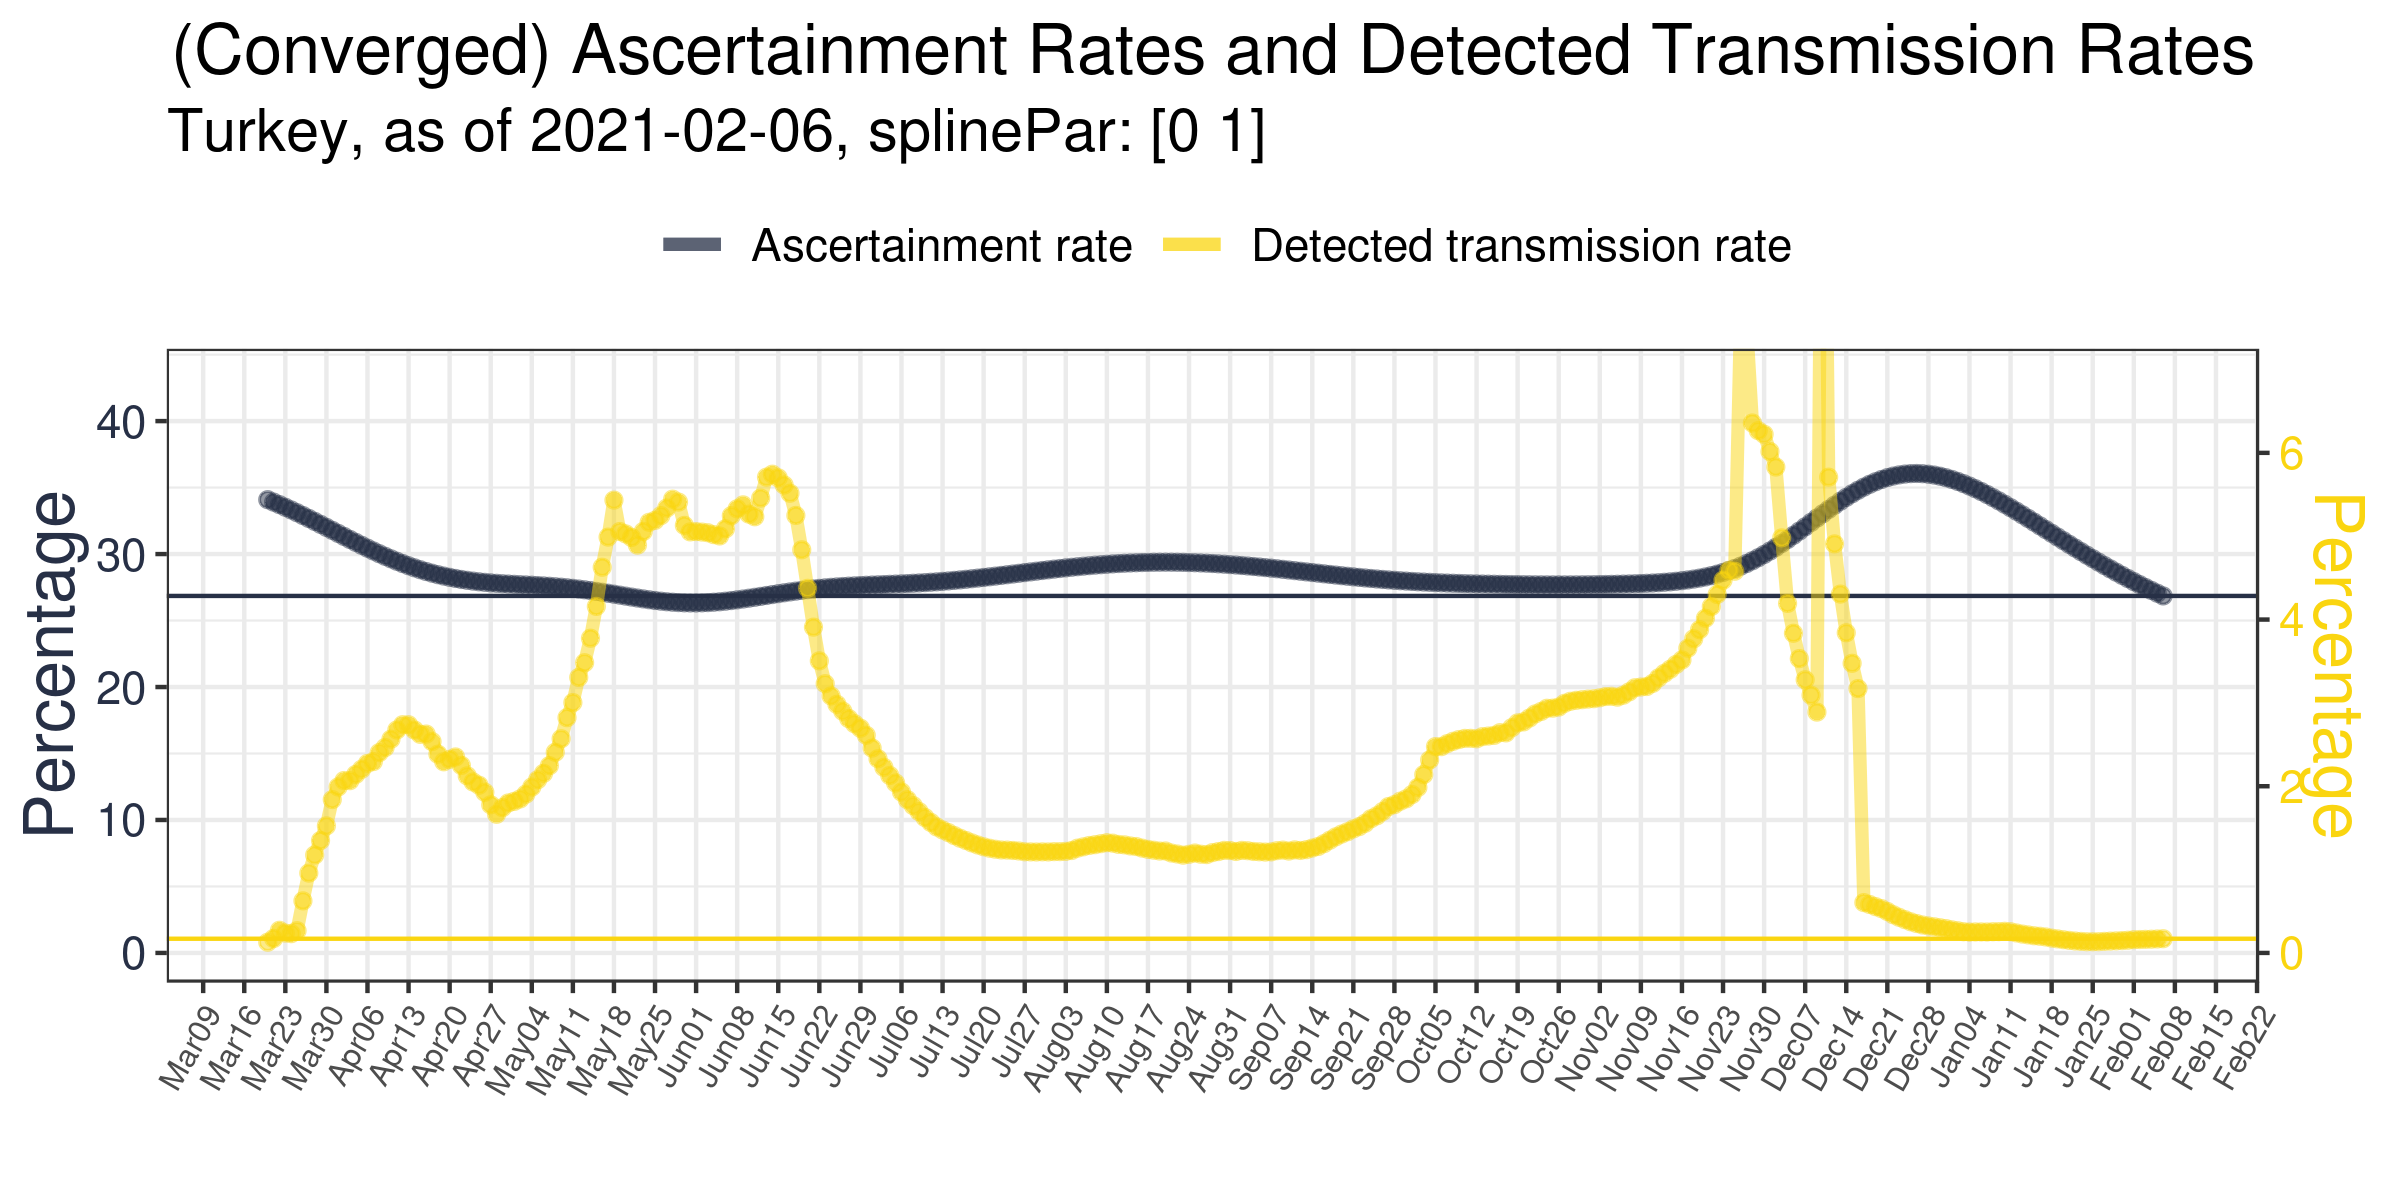 (Converged) Ascertainment Rates and Detected Transmission Rates
Turkey, as of 2021-02-06, splinePar: [0 1]
Ascertainment rate Detected transmission rate
Percentage
40
30
20
10
0
6
4
2
0
Percentage
Mar09 Mar16 Mar23 Mar30 Apr06 Apr13 Apr20 Apr27 May04 May11 May18 May25 Jun01 Jun08 Jun15 Jun22 Jun29 Jul06 Jul13 Jul20 Jul27 Aug03 Aug10 Aug17 Aug24 Aug31 Sep07 Sep14 Sep21 Sep28 Oct05 Oct12 Oct19 Oct26 Nov02 Nov09 Nov16 Nov23 Nov30 Dec07 Dec14 Dec21 Dec28 Jan04 Jan11 Jan18 Jan25 Feb01 Feb08 Feb15 Feb22